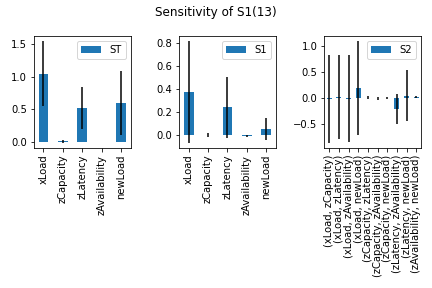 Sensitivity of S1(13)
ST
1.5
1.0
0.5
0.0
xLoad
zCapacity
zLatency
zAvailability
newLoad
S1
0.8
0.6
0.4
0.2
0.0
xLoad
zCapacity
zLatency
zAvailability
newLoad
S2
1.0
0.5
0.0
−0.5
(xLoad, zCapacity)
(xLoad, zLatency)
(xLoad, zAvailability)
(xLoad, newLoad)
(zCapacity, zLatency)
(zCapacity, zAvailability)
(zCapacity, newLoad)
(zLatency, zAvailability)
(zLatency, newLoad)
(zAvailability, newLoad)